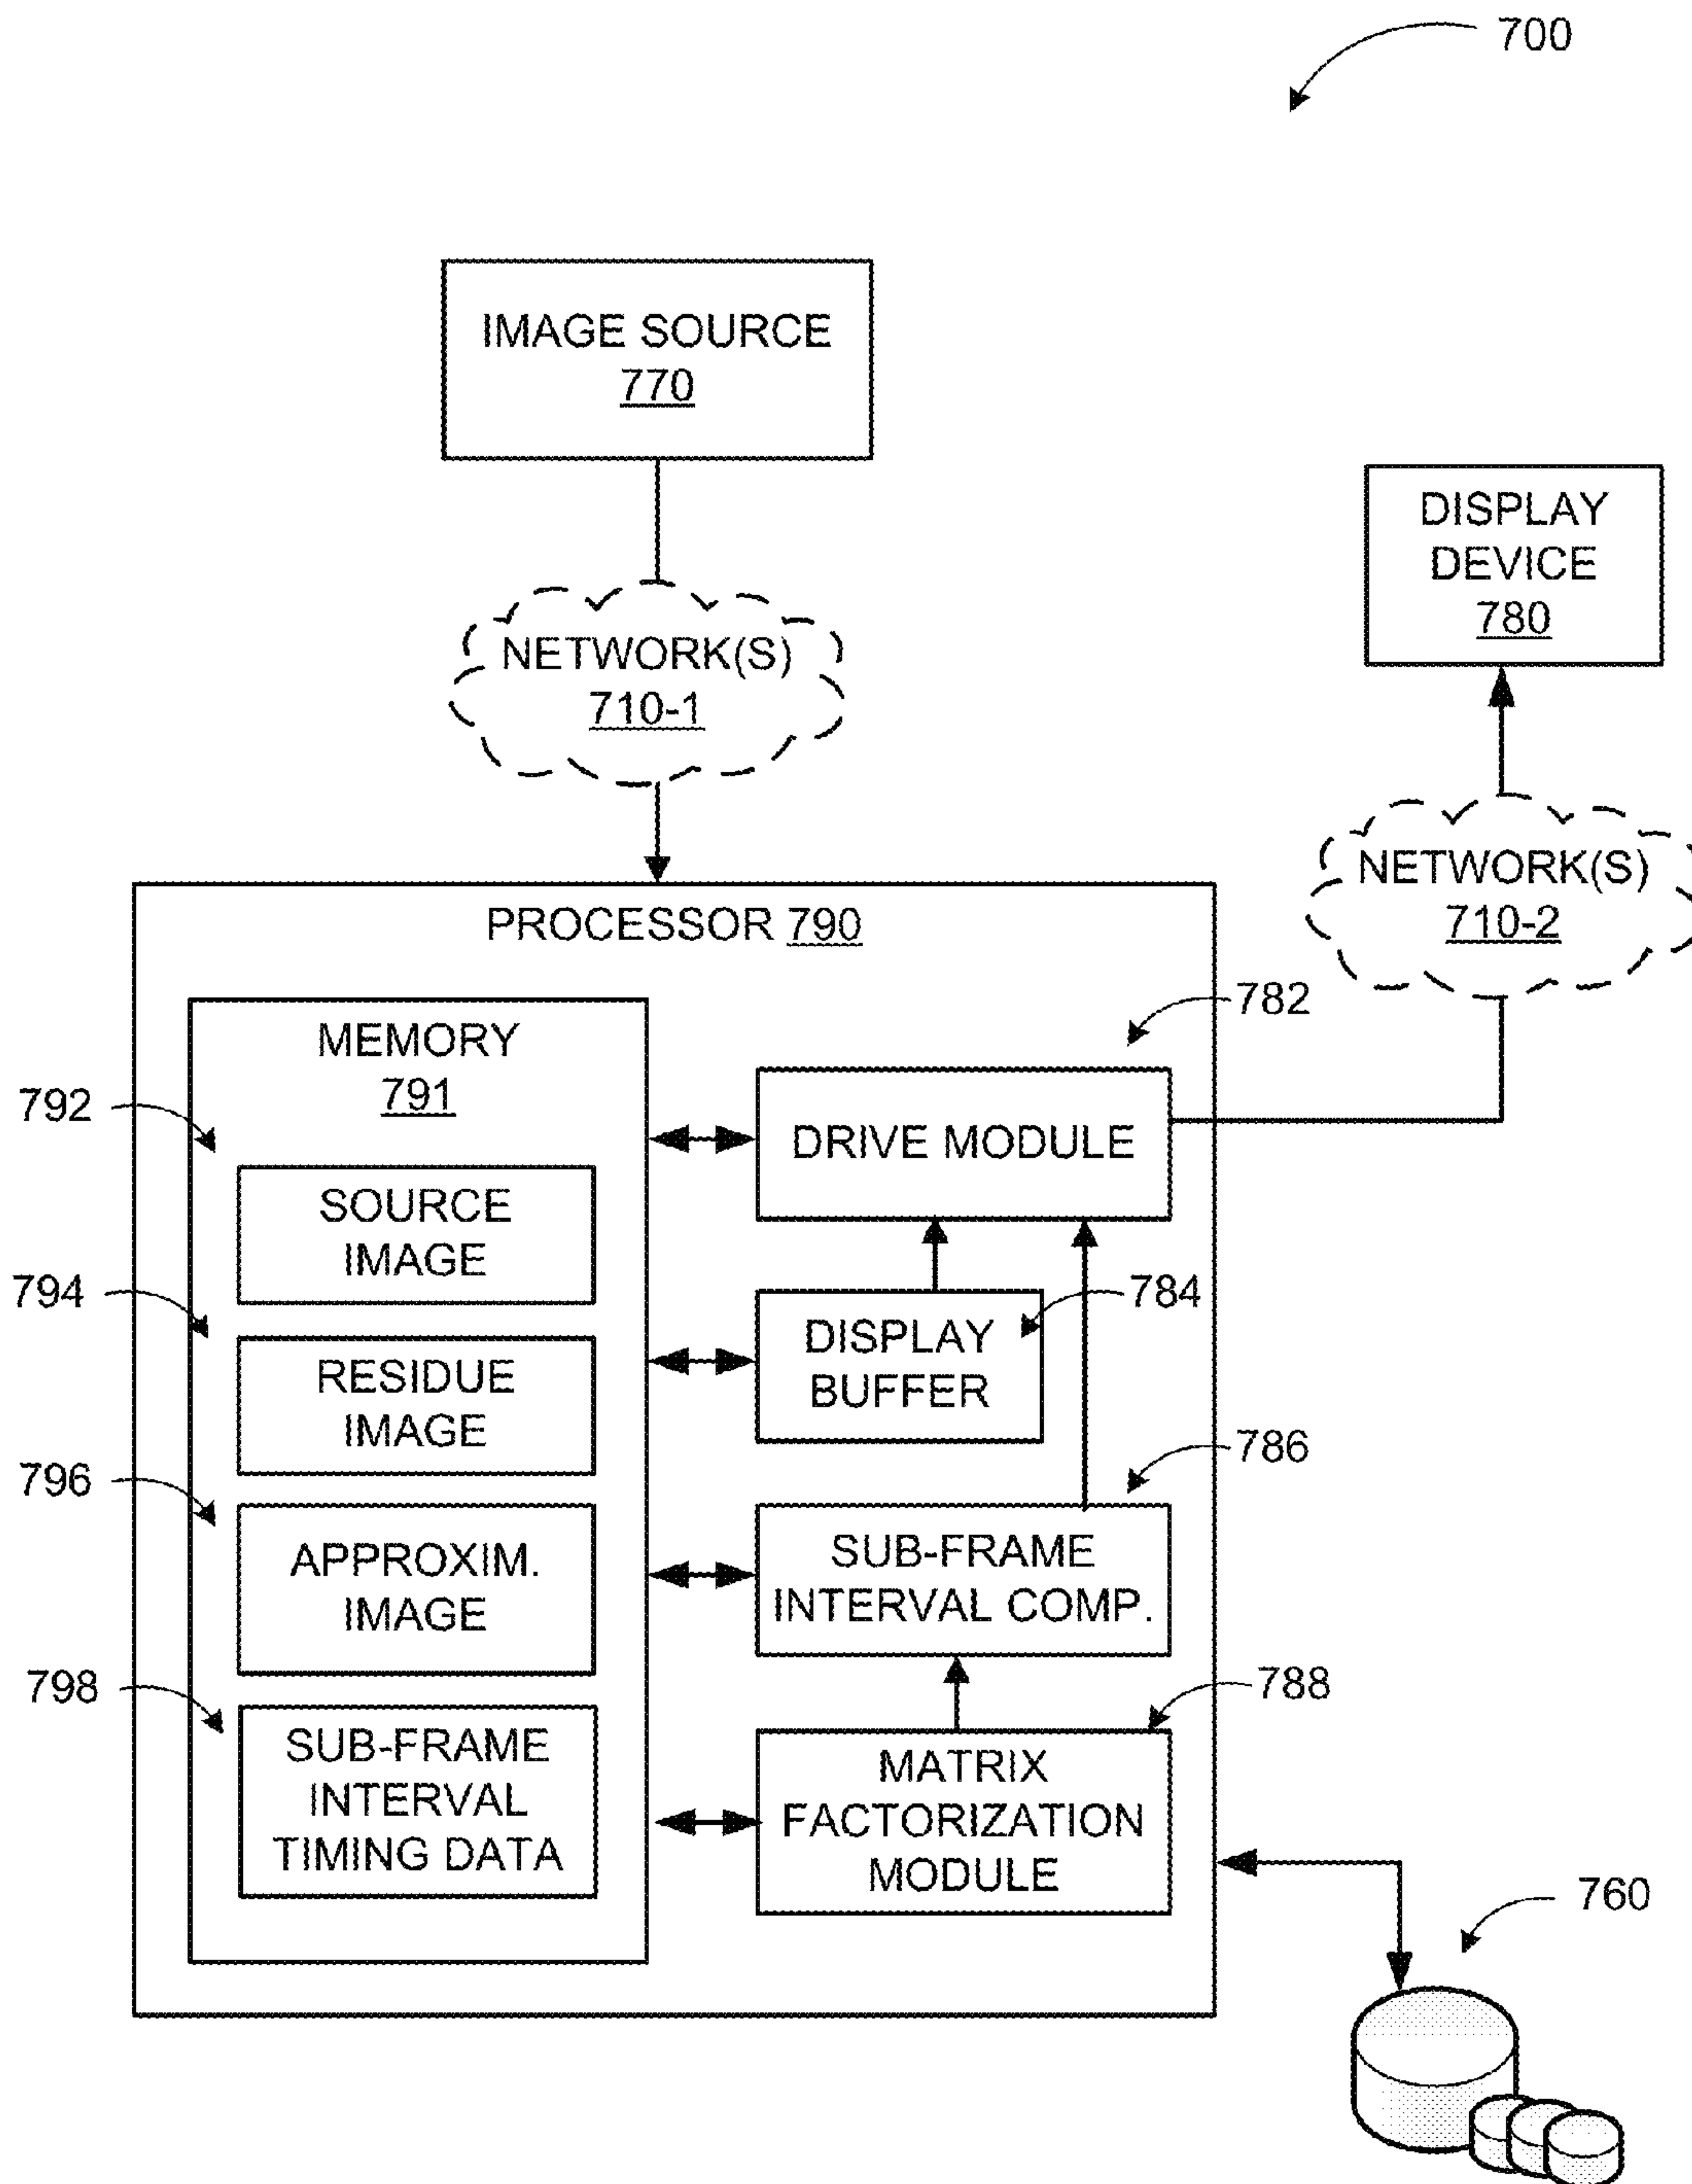 700
IMAGE SOURCE
770
DISPLAY
DEVICE
780
NETWORK(S)
710-1
NETWORK(S)
710-2
PROCESSOR 790
782
MEMORY
791
792
DRIVE MODULE
SOURCE
IMAGE
794
784
DISPLAY
BUFFER
RESIDUE
IMAGE
786
796
SUB-FRAME
INTERVAL COMP.
APPROXIM.
IMAGE
798
788
SUB-FRAME
INTERVAL
TIMING DATA
MATRIX
FACTORIZATION
MODULE
760